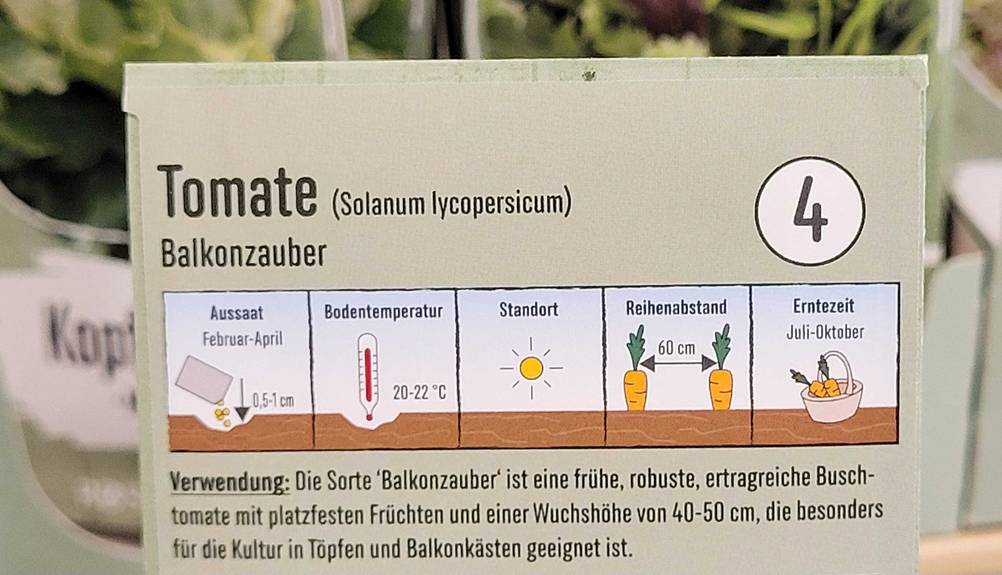 Tomate (Solanum lycopersicum)
4
Balkonzauber
Aussaat
Februar-April
0,5-1 cm
Bodentemperatur
20-22 °C
Standort
Reihenabstand
60 cm
Erntezeit
Juli-Oktober
Verwendung: Die Sorte ‘Balkonzauber‘ ist eine frühe, robuste, ertragreiche Busch-
tomate mit platzfesten Früchten und einer Wuchshöhe von 40-50 cm, die besonders
für die Kultur in Töpfen und Balkonkästen geeignet ist.
Kopf